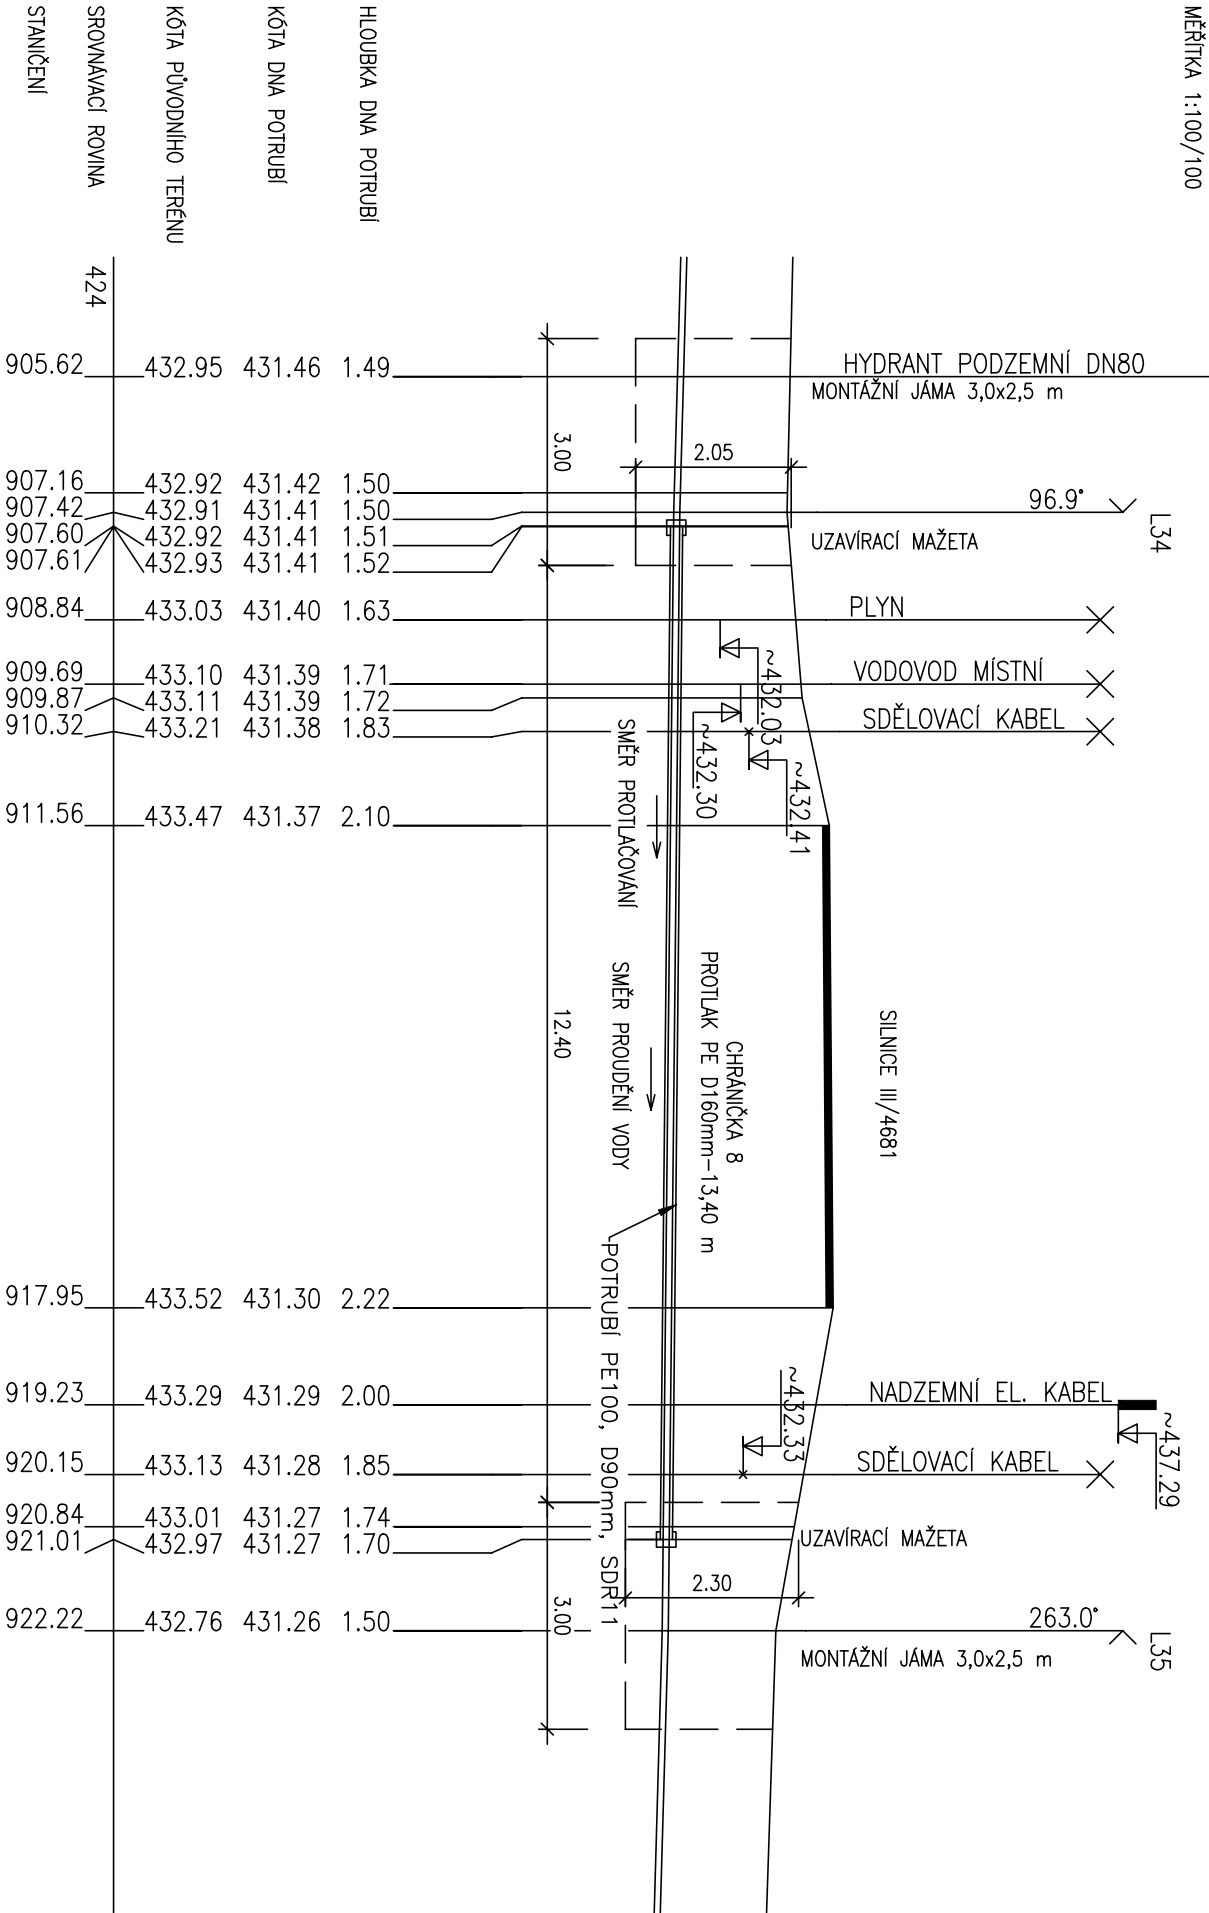 MĚŘÍTKA 1:100/100
HLOUBKA DNA POTRUBÍ
KÓTA DNA POTRUBÍ
KÓTA PŮVODNÍHO TERÉNU
SROVNÁVACÍ ROVINA
STANIČENÍ
424
905.62 432.95 431.46 1.49
HYDRANT PODZEMNÍ DN80
MONTÁŽNÍ JÁMA 3,0x2,5 m
3.00
2.05
907.16 432.92 431.42 1.50
907.42 432.91 431.41 1.50
96.9°
L34
907.60 432.92 431.41 1.51
UZAVÍRACÍ MAŽETA
907.61 432.93 431.41 1.52
908.84 433.03 431.40 1.63
PLYN
~432.03
909.69 433.10 431.39 1.71
VODOVOD MÍSTNÍ
~432.30
909.87 433.11 431.39 1.72
910.32 433.21 431.38 1.83
SDĚLOVACÍ KABEL
~432.41
911.56 433.47 431.37 2.10
SMĚR PROTLAČOVÁNÍ
SMĚR PROUDĚNÍ VODY
12.40
CHRÁNIČKA 8
PROTLAK PE D160mm-13,40 m
SILNICE III/4681
POTRUBÍ PE100, D90mm, SDR11
917.95 433.52 431.30 2.22
919.23 433.29 431.29 2.00
NADZEMNÍ EL. KABEL
~437.29
~432.33
920.15 433.13 431.28 1.85
SDĚLOVACÍ KABEL
920.84 433.01 431.27 1.74
921.01 432.97 431.27 1.70
UZAVÍRACÍ MAŽETA
2.30
3.00
922.22 432.76 431.26 1.50
263.0°
L35
MONTÁŽNÍ JÁMA 3,0x2,5 m